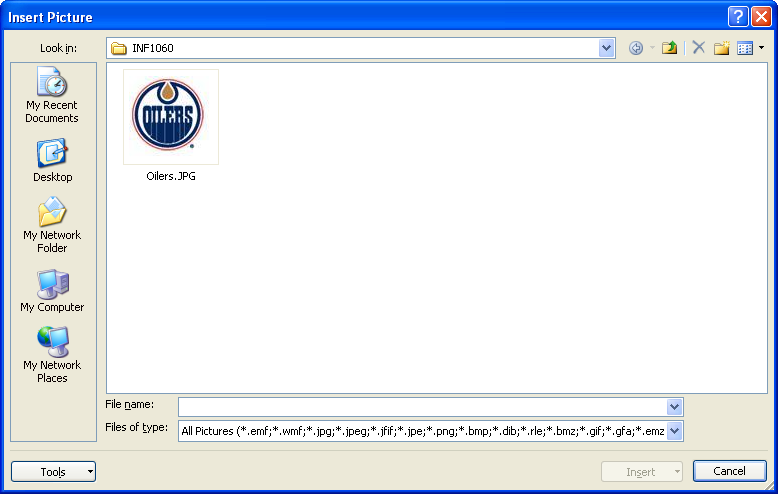 Insert Picture
Look in:
INF1060
My Recent
Documents
Desktop
My Network
Folder
My Computer
My Network
Places
OILERS
Oilers.JPG
File name:
Files of type:
All Pictures (*.emf;*.wmf;*.jpg;*.jpeg;*.jfif;*.jpe;*.png;*.bmp;*.dib;*.rle;*.bmz;*.gif;*.gfa;*.emz
Tools
Insert
Cancel